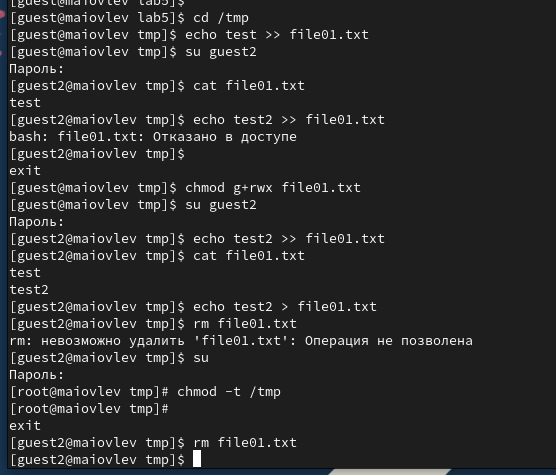 [guest@maiovlev lab5]$
[guest@maiovlev lab5]$ cd /tmp
[guest@maiovlev tmp]$ echo test >> file01.txt
[guest@maiovlev tmp]$ su guest2
Пароль:
[guest2@maiovlev tmp]$ cat file01.txt
test
[guest2@maiovlev tmp]$ echo test2 >> file01.txt
bash: file01.txt: Отказано в доступе
[guest2@maiovlev tmp]$
exit
[guest@maiovlev tmp]$ chmod g+rwx file01.txt
[guest@maiovlev tmp]$ su guest2
Пароль:
[guest2@maiovlev tmp]$ echo test2 >> file01.txt
[guest2@maiovlev tmp]$ cat file01.txt
test
test2
[guest2@maiovlev tmp]$ echo test2 > file01.txt
[guest2@maiovlev tmp]$ rm file01.txt
rm: невозможно удалить 'file01.txt': Операция не позволена
[guest2@maiovlev tmp]$ su
Пароль:
[root@maiovlev tmp]# chmod -t /tmp
[root@maiovlev tmp]#
exit
[guest2@maiovlev tmp]$ rm file01.txt
[guest2@maiovlev tmp]$